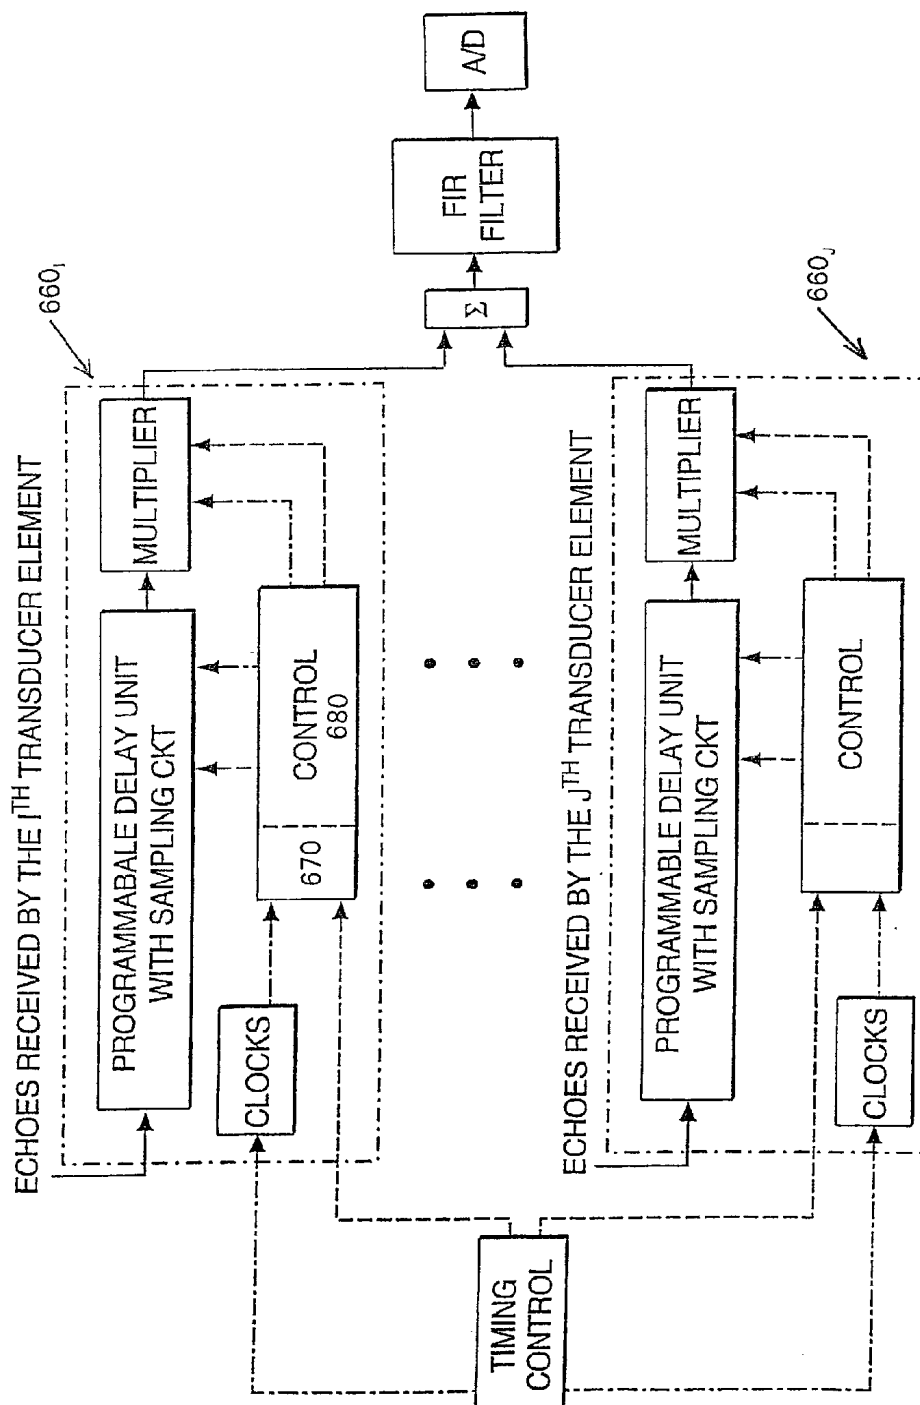 ECHOES RECEIVED BY THE I^TH TRANSDUCER ELEMENT
660_I
PROGRAMMABALE DELAY UNIT
WITH SAMPLING CKT
MULTIPLIER
CLOCKS
670
CONTROL
680
TIMING
CONTROL
Σ
FIR
FILTER
A/D
ECHOES RECEIVED BY THE J^TH TRANSDUCER ELEMENT
660_J
PROGRAMMABLE DELAY UNIT
WITH SAMPLING CKT
MULTIPLIER
CLOCKS
CONTROL